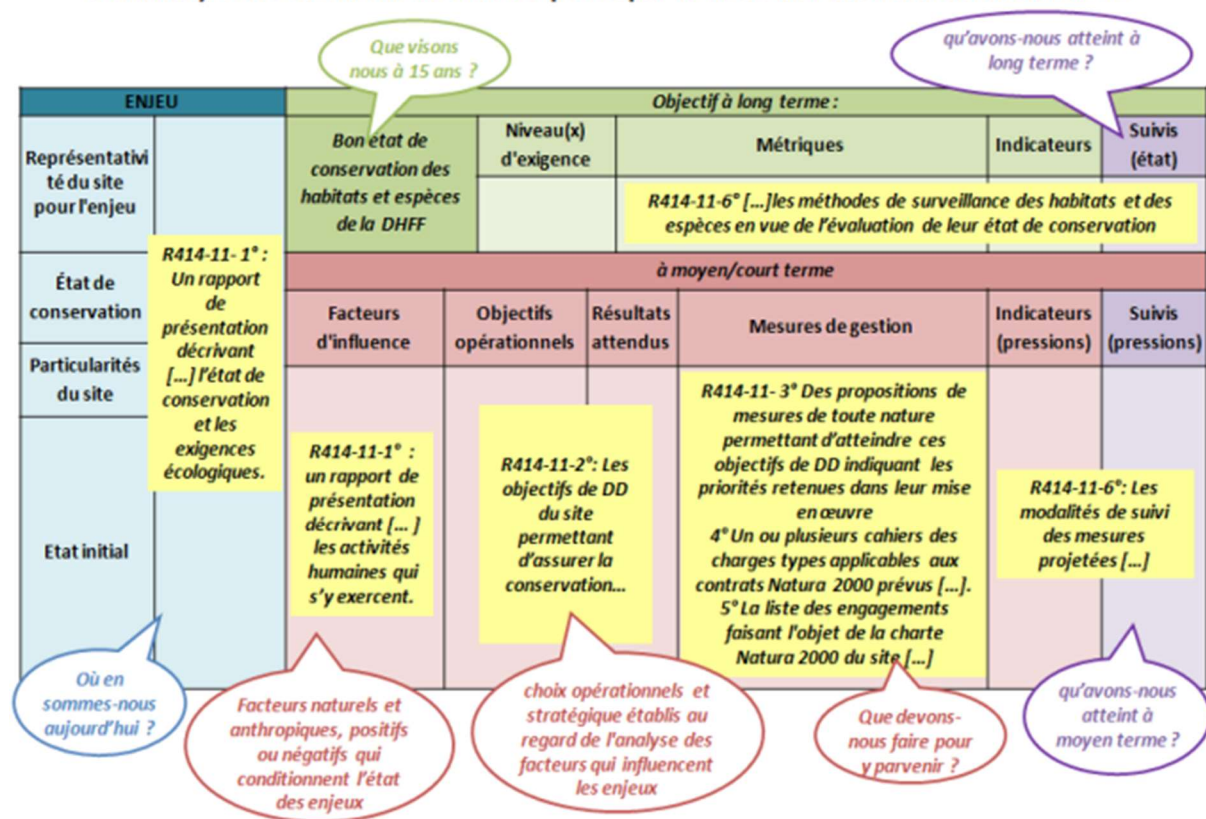 Que visons
nous à 15 ans ?
qu'avons-nous atteint à
long terme ?
ENJEU
Objectif à long terme :
Représentativi
té du site
pour l'enjeu
Bon état de
conservation des
habitats et espèces
de la DHFF
Niveau(x)
d'exigence
Métriques
Indicateurs
Suivis
(état)
R414-11-6° [...]les méthodes de surveillance des habitats et des
espèces en vue de l'évaluation de leur état de conservation
R414-11- 1° :
Un rapport
de
présentation
décrivant
[...] l'état de
conservation
et les
exigences
écologiques.
à moyen/court terme
État de
conservation
Particularités
du site
Etat initial
Facteurs
d'influence
Objectifs
opérationnels
Résultats
attendus
Mesures de gestion
Indicateurs
(pressions)
Suivis
(pressions)
R414-11-1° :
un rapport de
présentation
décrivant [... ]
les activités
humaines qui
s'y exercent.
R414-11-2°: Les
objectifs de DD
du site
permettant
d'assurer la
conservation...
R414-11- 3° Des propositions de
mesures de toute nature
permettant d'atteindre ces
objectifs de DD indiquant les
priorités retenues dans leur mise
en œuvre
4° Un ou plusieurs cahiers des
charges types applicables aux
contrats Natura 2000 prévus [...].
5° La liste des engagements
faisant l'objet de la charte
Natura 2000 du site [...]
R414-11-6°: Les
modalités de suivi
des mesures
projetées [...]
Où en
sommes-nous
aujourd'hui ?
Facteurs naturels et
anthropiques, positifs
ou négatifs qui
conditionnent l'état
des enjeux
choix opérationnels et
stratégique établis au
regard de l'analyse des
facteurs qui influencent
les enjeux
Que devons-
nous faire pour
y parvenir ?
qu'avons-nous
atteint à
moyen terme ?